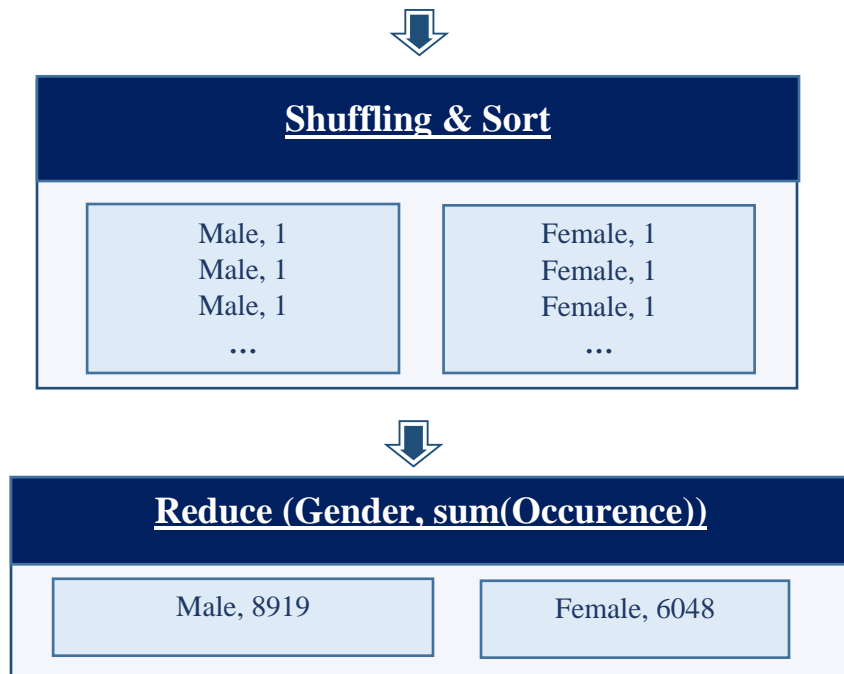 Shuffling & Sort
Male, 1
Male, 1
Male, 1
...
Female, 1
Female, 1
Female, 1
...
Reduce (Gender, sum(Occurence))
Male, 8919
Female, 6048